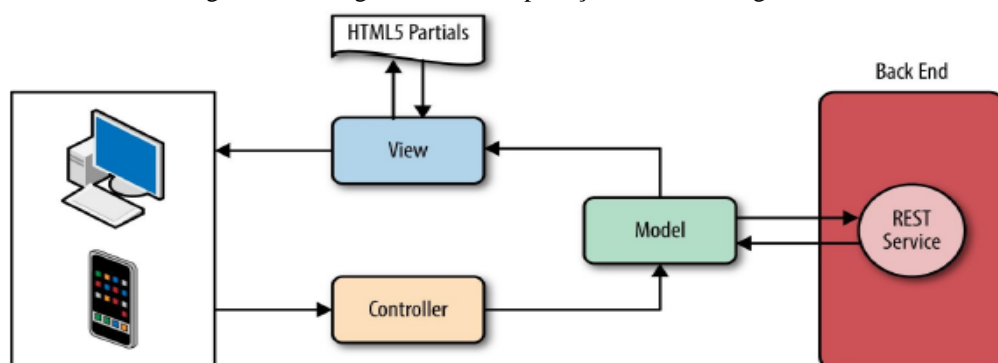 HTML5 Partials
Back End
View
Model
REST
Service
Controller